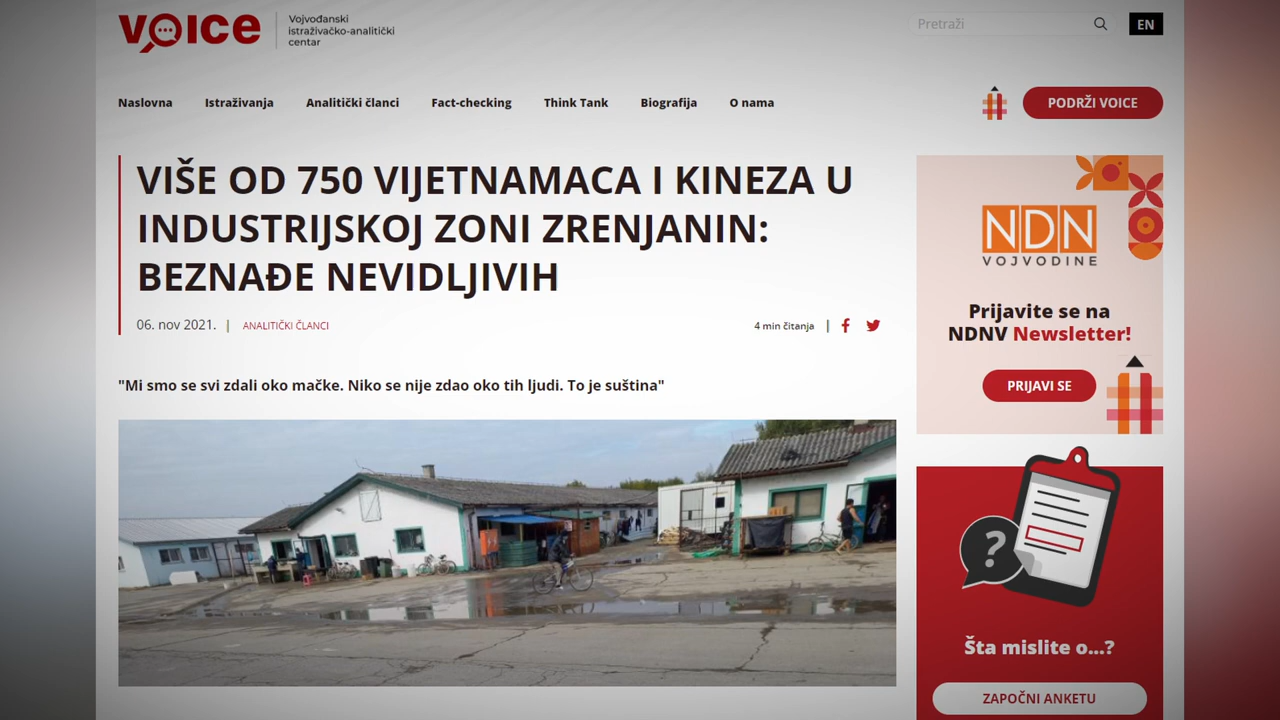 VOICE
Vojvođanski
istraživačko-analitički
centar
Pretraži
EN
Naslovna
Istraživanja
Analitički članci
Fact-checking
Think Tank
Biografija
O nama
PODRŽI VOICE
VIŠE OD 750 VIJETNAMACA I KINEZA U
INDUSTRIJSKOJ ZONI ZRENJANIN:
BEZNAĐE NEVIDLJIVIH
06. nov 2021. | ANALITIČKI ČLANCI
4 min čitanja |
"Mi smo se svi zdali oko mačke. Niko se nije zdao oko tih ljudi. To je suština"
NDN
VOJVODINE
Prijavite se na
NDNV Newsletter!
PRIJAVI SE
?
Šta mislite o...?
ZAPOČNI ANKETU